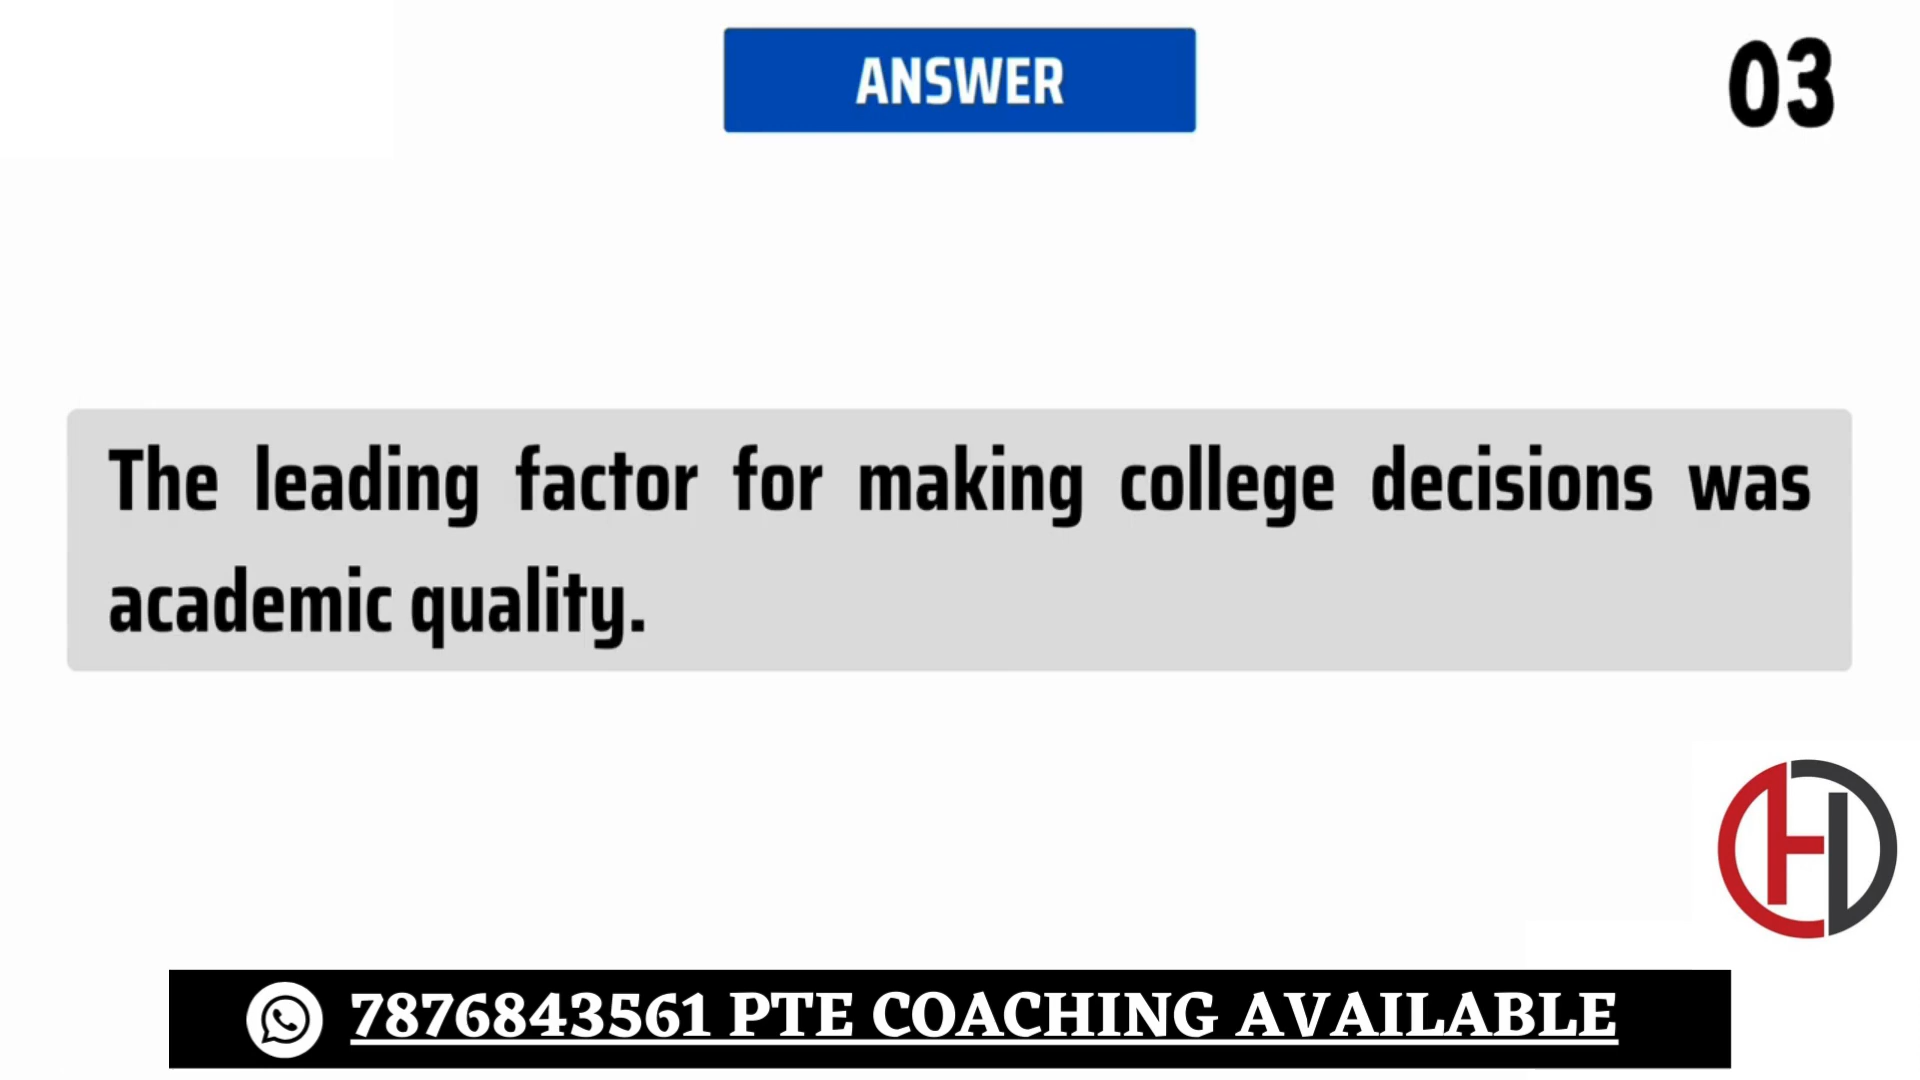 ANSWER
03
The leading factor for making college decisions was
academic quality.
7876843561 PTE COACHING AVAILABLE